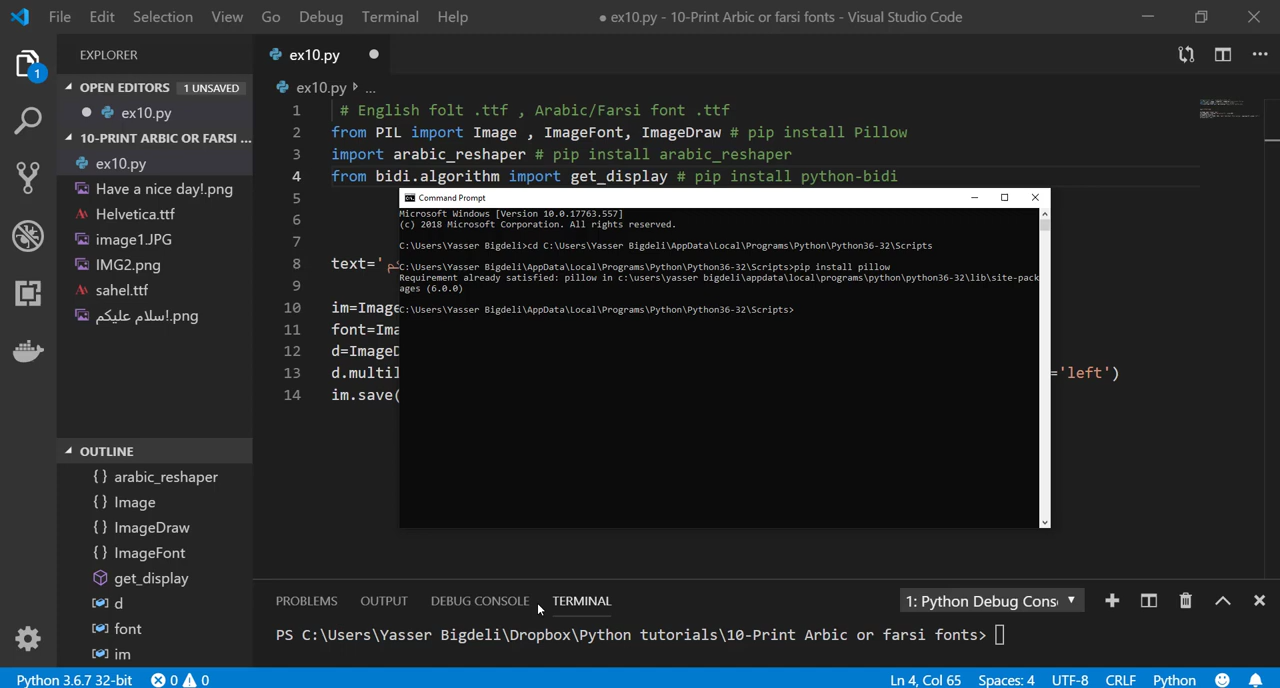 File Edit Selection View Go Debug Terminal Help
● ex10.py - 10-Print Arbic or farsi fonts - Visual Studio Code
EXPLORER
OPEN EDITORS 1 UNSAVED
ex10.py
10-PRINT ARBIC OR FARSI ...
ex10.py
Have a nice day!.png
Helvetica.ttf
image1.JPG
IMG2.png
sahel.ttf
سلام علیکم!.png
OUTLINE
arabic_reshaper
Image
ImageDraw
ImageFont
get_display
d
font
im
1
ex10.py
ex10.py ...
1 # English folt .ttf , Arabic/Farsi font .ttf
2 from PIL import Image , ImageFont, ImageDraw # pip install Pillow
3 import arabic_reshaper # pip install arabic_reshaper
4 from bidi.algorithm import get_display # pip install python-bidi
5
6
7
8 text='
9
10 im=Image
11 font=Ima
12 d=ImageD
13 d.multil ='left')
14 im.save(
Command Prompt
Microsoft Windows [Version 10.0.17763.557]
(c) 2018 Microsoft Corporation. All rights reserved.
C:\Users\Yasser Bigdeli>cd C:\Users\Yasser Bigdeli\AppData\Local\Programs\Python\Python36-32\Scripts
C:\Users\Yasser Bigdeli\AppData\Local\Programs\Python\Python36-32\Scripts>pip install pillow
Requirement already satisfied: pillow in c:\users\yasser bigdeli\appdata\local\programs\python\python36-32\lib\site-pack
ages (6.0.0)
C:\Users\Yasser Bigdeli\AppData\Local\Programs\Python\Python36-32\Scripts>
PROBLEMS OUTPUT DEBUG CONSOLE TERMINAL 1: Python Debug Cons
PS C:\Users\Yasser Bigdeli\Dropbox\Python tutorials\10-Print Arbic or farsi fonts>
Python 3.6.7 32-bit 0 0 Ln 4, Col 65 Spaces: 4 UTF-8 CRLF Python